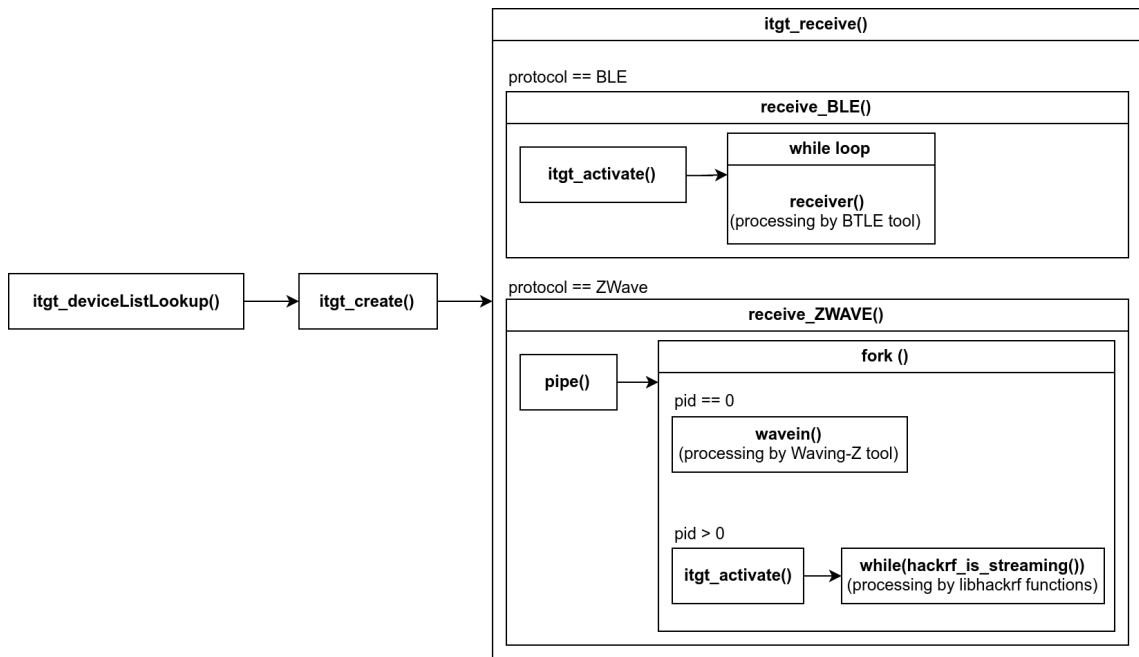 itgt_receive()
protocol == BLE
receive_BLE()
itgt_activate()
while loop
receiver()
(processing by BTLE tool)
itgt_deviceListLookup()
itgt_create()
protocol == ZWave
receive_ZWAVE()
pipe()
fork ()
pid == 0
wavein()
(processing by Waving-Z tool)
pid > 0
itgt_activate()
while(hackrf_is_streaming())
(processing by libhackrf functions)